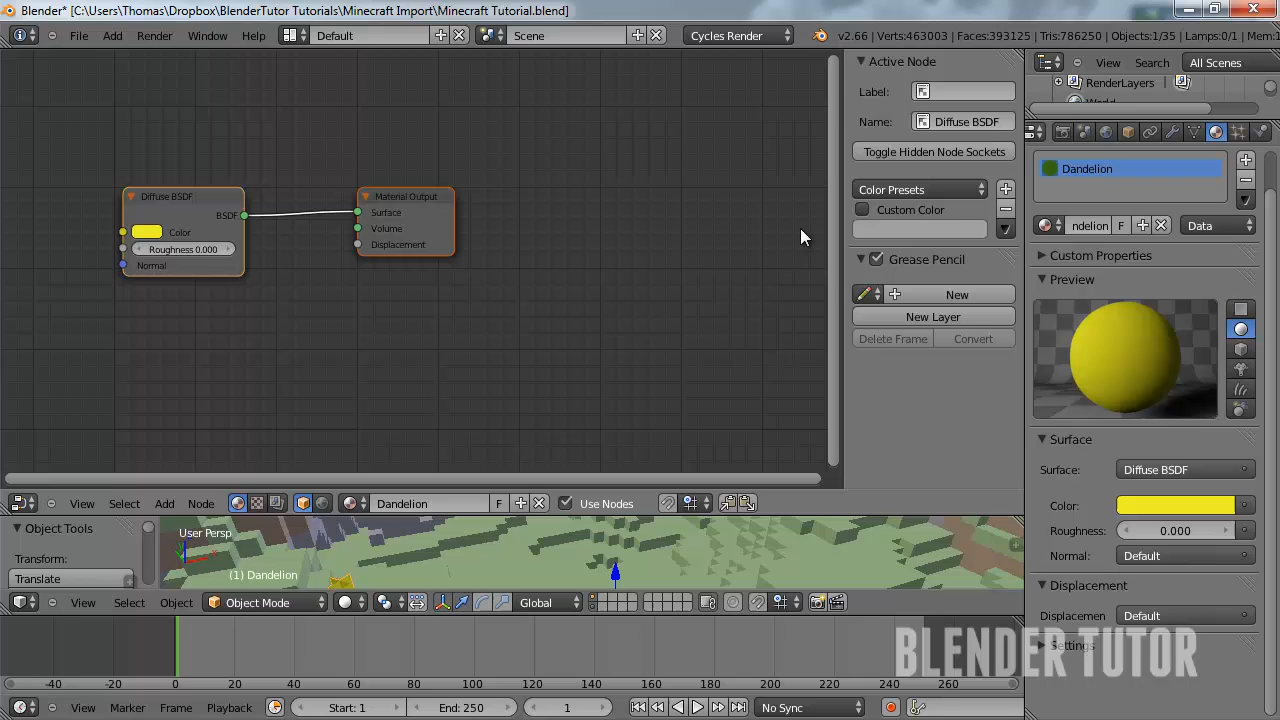 Blender* [C:\Users\Thomas\Dropbox\BlenderTutor Tutorials\Minecraft Import\Minecraft Tutorial.blend]
File Add Render Window Help Default Scene Cycles Render v2.66 | Verts:463003 | Faces:393125 | Tris:786250 | Objects:1/35 | Lamps:0/1 | Mem:1
View Search All Scenes
RenderLayers
World
Active Node
Label:
Name: Diffuse BSDF
Toggle Hidden Node Sockets
Color Presets
Custom Color
Grease Pencil
New
New Layer
Delete Frame Convert
Diffuse BSDF
BSDF
Color
Roughness 0.000
Normal
Material Output
Surface
Volume
Displacement
Dandelion
ndelion F Data
Custom Properties
Preview
Surface
Surface: Diffuse BSDF
Color:
Roughness: 0.000
Normal: Default
Displacement
Displacemen Default
Settings
View Select Add Node Dandelion F Use Nodes
Object Tools
Transform:
Translate
User Persp
(1) Dandelion
View Select Object Object Mode Global
-40 -20 0 20 40 60 80 100 120 140 160 180 200 220 240 260
View Marker Frame Playback Start: 1 End: 250 1 No Sync
BLENDER TUTOR